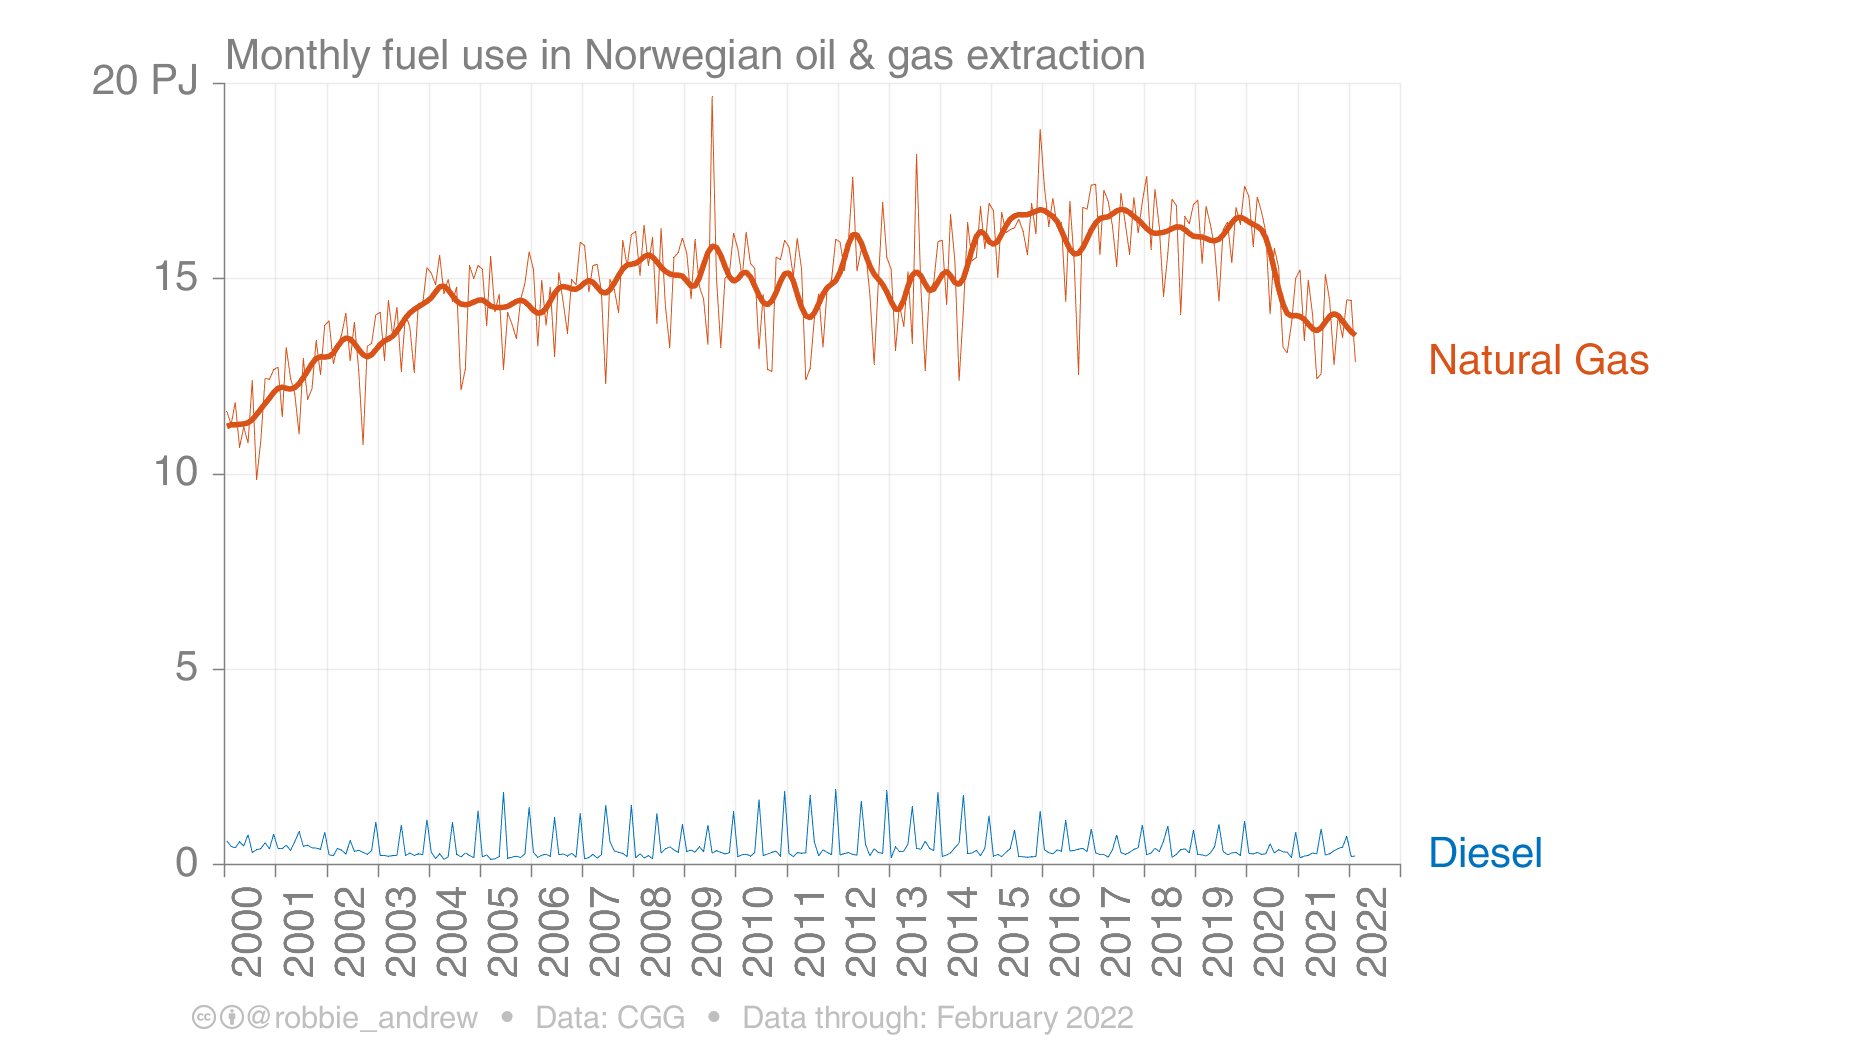 Monthly fuel use in Norwegian oil & gas extraction
20 PJ
15
10
5
0
Natural Gas
Diesel
2000 2001 2002 2003 2004 2005 2006 2007 2008 2009 2010 2011 2012 2013 2014 2015 2016 2017 2018 2019 2020 2021 2022
@robbie_andrew • Data: CGG • Data through: February 2022